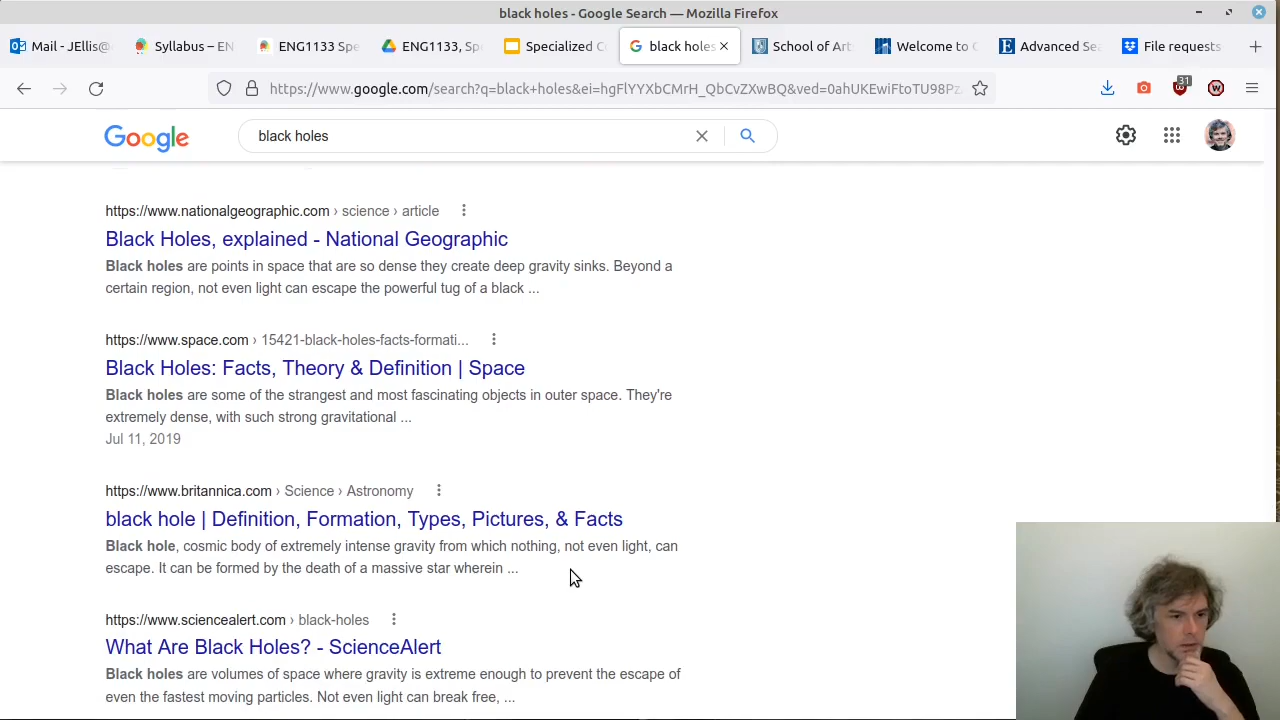 black holes - Google Search — Mozilla Firefox
Mail - JEllis@
Syllabus – EN
ENG1133 Spe
ENG1133, Sp
Specialized C
black holes
School of Art
Welcome to
Advanced Sea
File requests
https://www.google.com/search?q=black+holes&ei=hgFlYYXbCMrH_QbCvZXwBQ&ved=0ahUKEwiFtoTU98Pz
31
Google
black holes
https://www.nationalgeographic.com › science › article
Black Holes, explained - National Geographic
Black holes are points in space that are so dense they create deep gravity sinks. Beyond a
certain region, not even light can escape the powerful tug of a black ...
https://www.space.com › 15421-black-holes-facts-formati...
Black Holes: Facts, Theory & Definition | Space
Black holes are some of the strangest and most fascinating objects in outer space. They're
extremely dense, with such strong gravitational ...
Jul 11, 2019
https://www.britannica.com › Science › Astronomy
black hole | Definition, Formation, Types, Pictures, & Facts
Black hole, cosmic body of extremely intense gravity from which nothing, not even light, can
escape. It can be formed by the death of a massive star wherein ...
https://www.sciencealert.com › black-holes
What Are Black Holes? - ScienceAlert
Black holes are volumes of space where gravity is extreme enough to prevent the escape of
even the fastest moving particles. Not even light can break free, ...